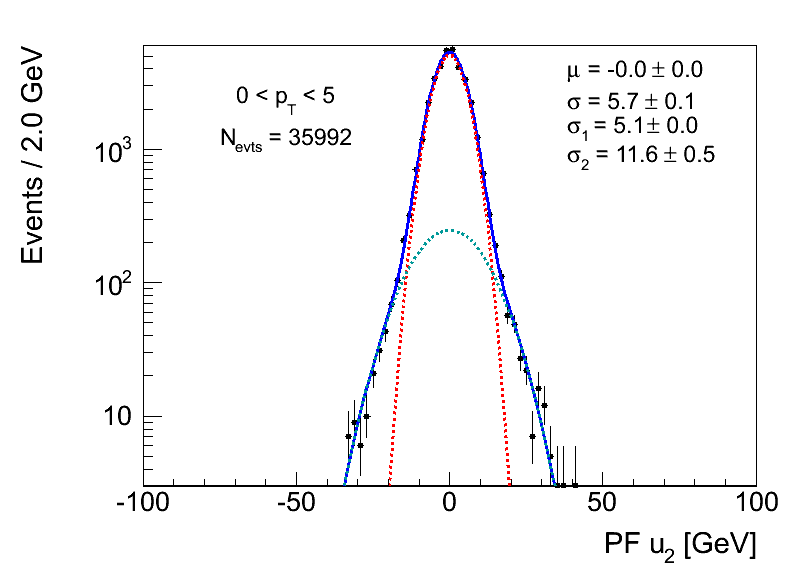 Events / 2.0 GeV
0 < p_T < 5
N_evts = 35992
μ = -0.0 ± 0.0
σ = 5.7 ± 0.1
σ_1 = 5.1 ± 0.0
σ_2 = 11.6 ± 0.5
10^3
10^2
10
-100 -50 0 50 100
PF u_2 [GeV]